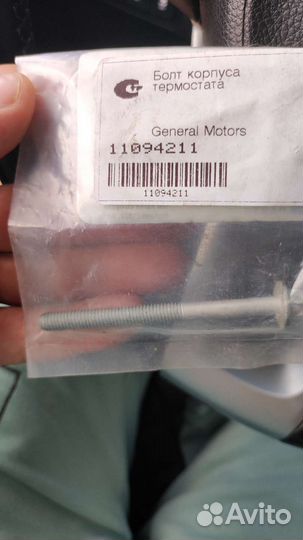 Болт корпуса
термостата
General Motors
11094211
11094211
Avito